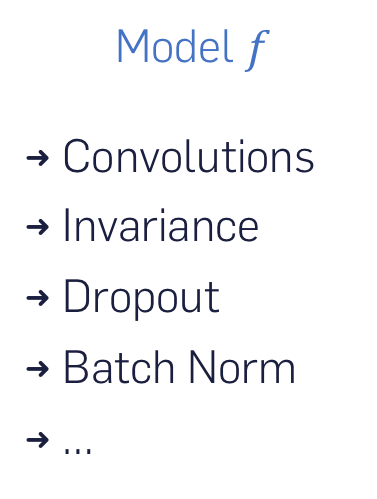 Model f
→ Convolutions
→ Invariance
→ Dropout
→ Batch Norm
→ ...